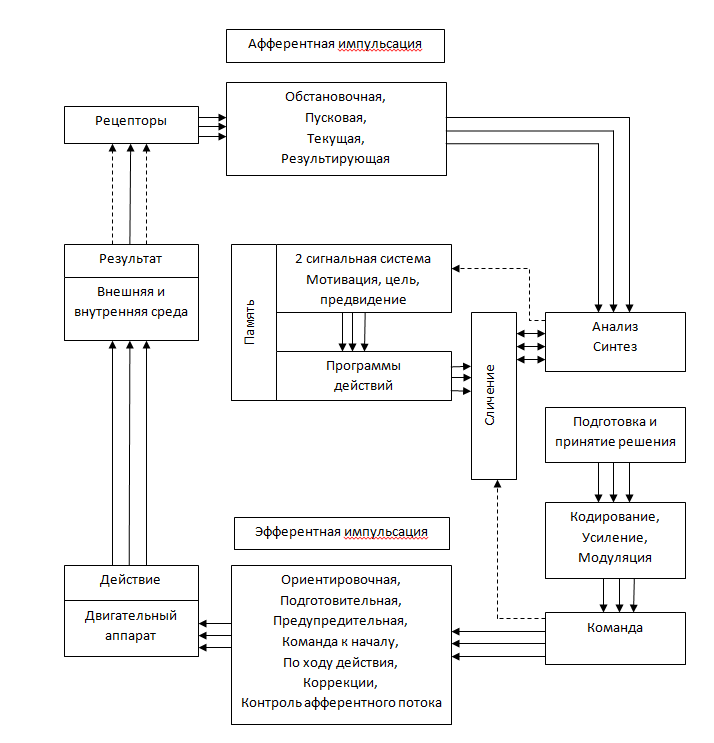 Афферентная импульсация
Рецепторы
Обстановочная,
Пусковая,
Текущая,
Результирующая
Результат
Внешняя и
внутренняя среда
Память
2 сигнальная система
Мотивация, цель,
предвидение
Программы
действий
Сличение
Анализ
Синтез
Подготовка и
принятие решения
Кодирование,
Усиление,
Модуляция
Команда
Эфферентная импульсация
Ориентировочная,
Подготовительная,
Предупредительная,
Команда к началу,
По ходу действия,
Коррекции,
Контроль афферентного потока
Действие
Двигательный
аппарат